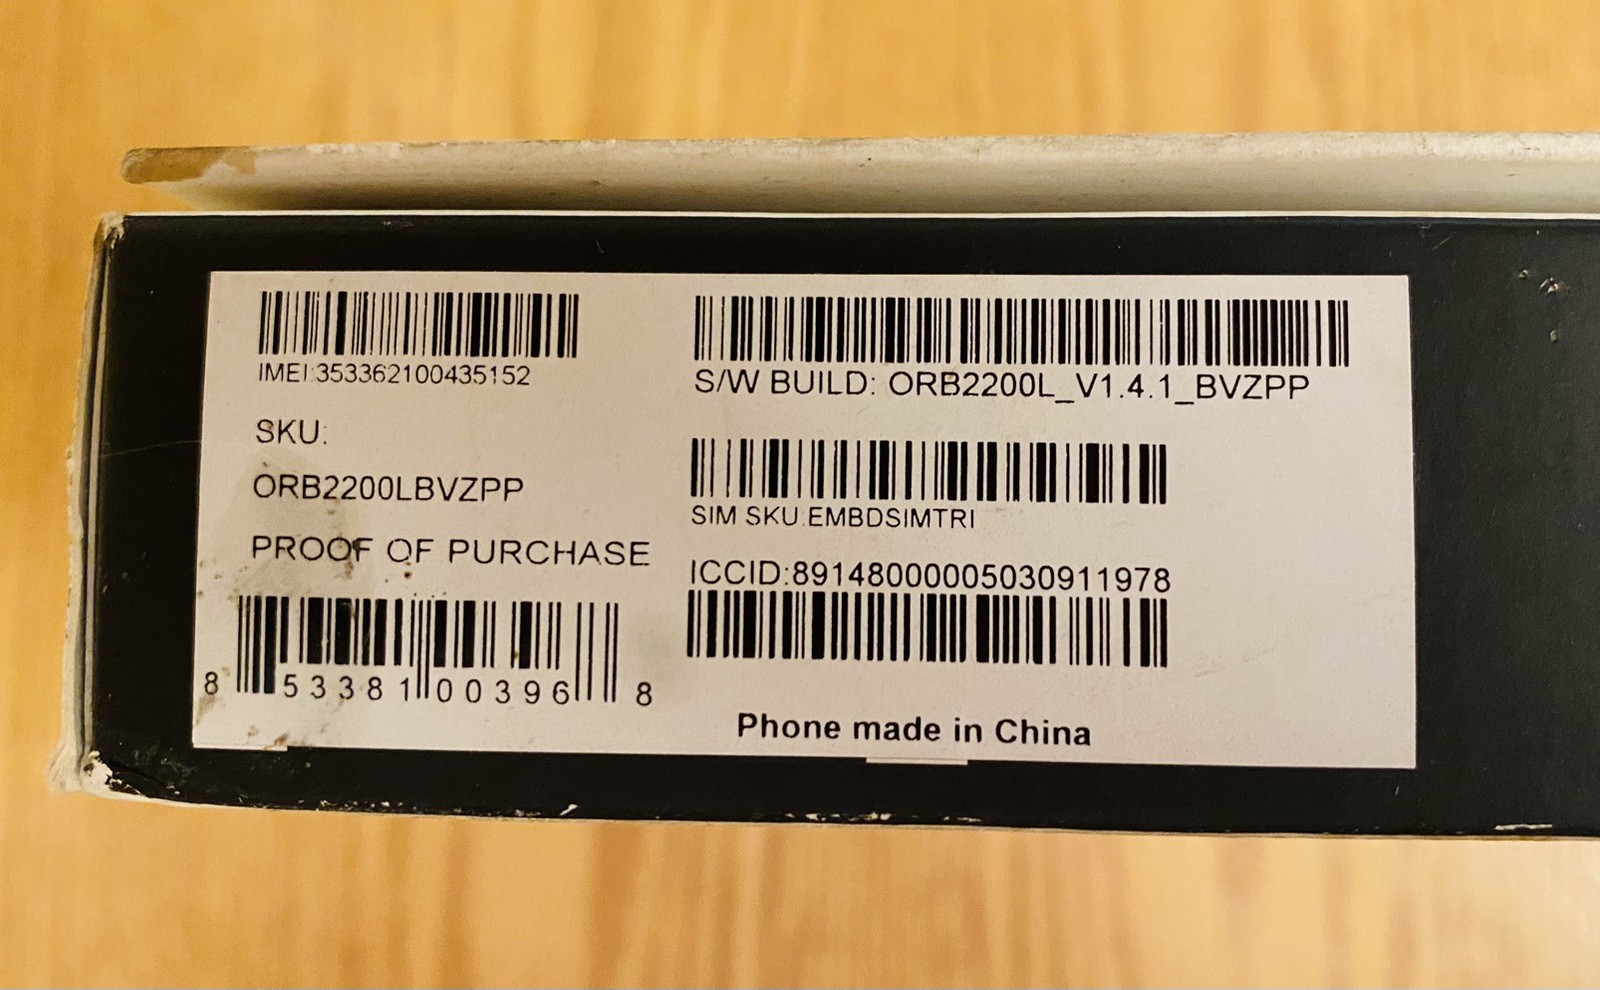 IMEI:353362100435152
SKU:
ORB2200LBVZPP
PROOF OF PURCHASE
8 53381 00396 8
S/W BUILD: ORB2200L_V1.4.1_BVZPP
SIM SKU:EMBDSIMTRI
ICCID:89148000005030911978
Phone made in China